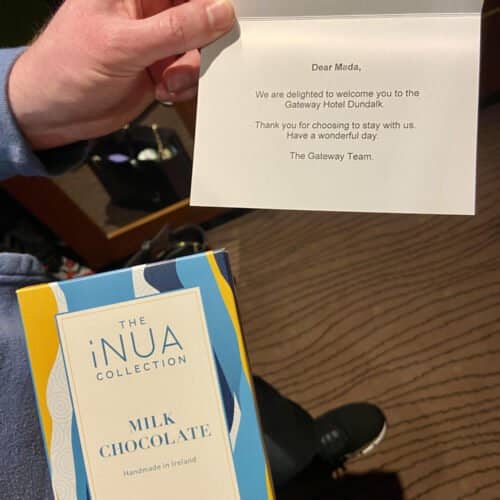 Dear Mada,
We are delighted to welcome you to the
Gateway Hotel Dundalk.
Thank you for choosing to stay with us.
Have a wonderful day.
The Gateway Team.
THE
iNUA
COLLECTION
MILK
CHOCOLATE
Handmade in Ireland